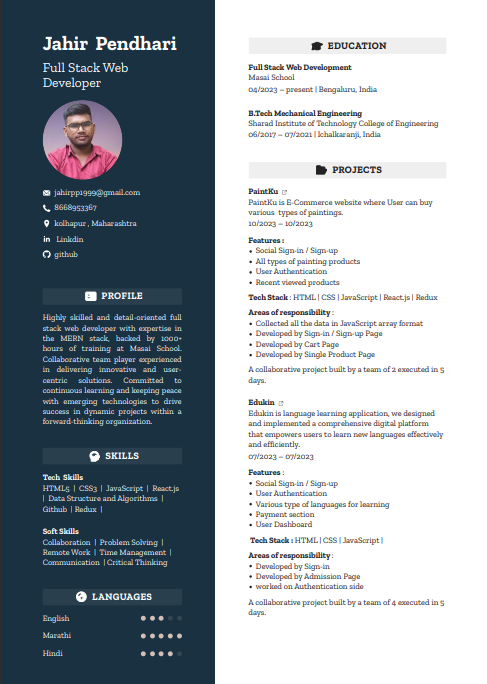 Jahir Pendhari
Full Stack Web
Developer
jahirpp1999@gmail.com
8668953367
kolhapur , Maharashtra
Linkdin
github
PROFILE
Highly skilled and detail-oriented full
stack web developer with expertise in
the MERN stack, backed by 1000+
hours of training at Masai School.
Collaborative team player experienced
in delivering innovative and user-
centric solutions. Committed to
continuous learning and keeping peace
with emerging technologies to drive
success in dynamic projects within a
forward-thinking organization.
SKILLS
Tech Skills
HTML5 | CSS3 | JavaScript | React.js
| Data Structure and Algorithms |
Github | Redux |
Soft Skills
Collaboration | Problem Solving |
Remote Work | Time Management |
Communication | Critical Thinking
LANGUAGES
English
Marathi
Hindi
EDUCATION
Full Stack Web Development
Masai School
04/2023 – present | Bengaluru, India
B.Tech Mechanical Engineering
Sharad Institute of Technology College of Engineering
06/2017 – 07/2021 | Ichalkaranji, India
PROJECTS
PaintKu
PaintKu is E-Commerce website where User can buy
various types of paintings.
10/2023 – 10/2023
Features :
• Social Sign-in / Sign-up
• All types of painting products
• User Authentication
• Recent viewed products
Tech Stack : HTML | CSS | JavaScript | React.js | Redux
Areas of responsibility :
• Collected all the data in JavaScript array format
• Developed by Sign-in / Sign-up Page
• Developed by Cart Page
• Developed by Single Product Page
A collaborative project built by a team of 2 executed in 5
days.
Edukin
Edukin is language learning application, we designed
and implemented a comprehensive digital platform
that empowers users to learn new languages effectively
and efficiently.
07/2023 – 07/2023
Features :
• Social Sign-in / Sign-up
• User Authentication
• Various type of languages for learning
• Payment section
• User Dashboard
Tech Stack : HTML | CSS | JavaScript |
Areas of responsibility :
• Developed by Sign-in
• Developed by Admission Page
• worked on Authentication side
A collaborative project built by a team of 4 executed in 5
days.